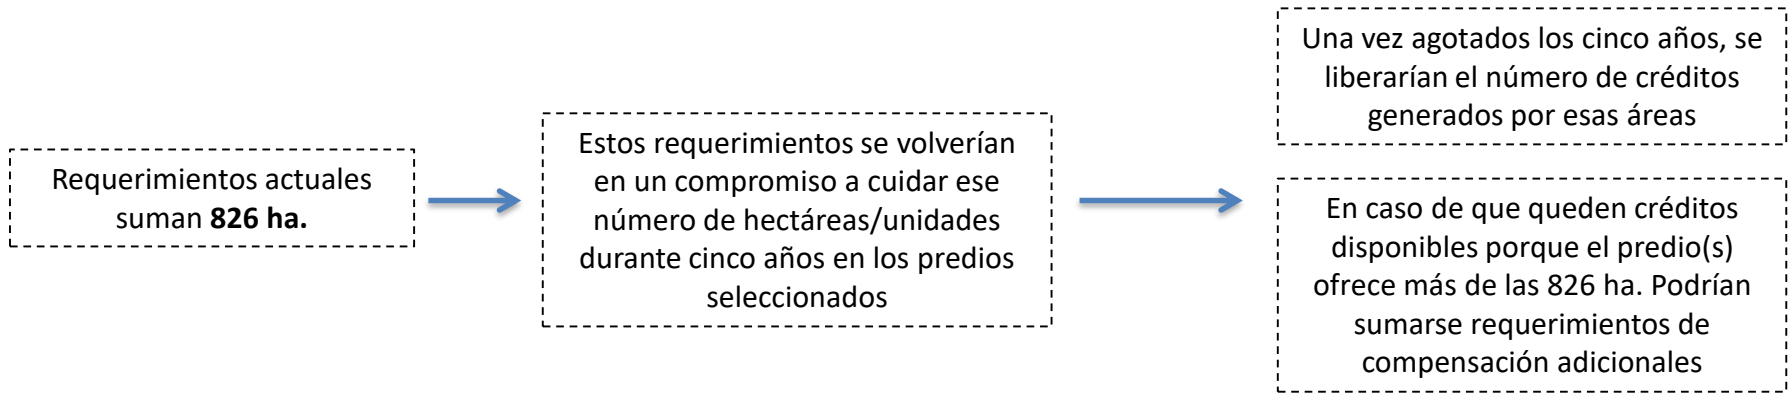 Requerimientos actuales
suman 826 ha.
Estos requerimientos se volverían
en un compromiso a cuidar ese
número de hectáreas/unidades
durante cinco años en los predios
seleccionados
Una vez agotados los cinco años, se
liberarían el número de créditos
generados por esas áreas
En caso de que queden créditos
disponibles porque el predio(s)
ofrece más de las 826 ha. Podrían
sumarse requerimientos de
compensación adicionales